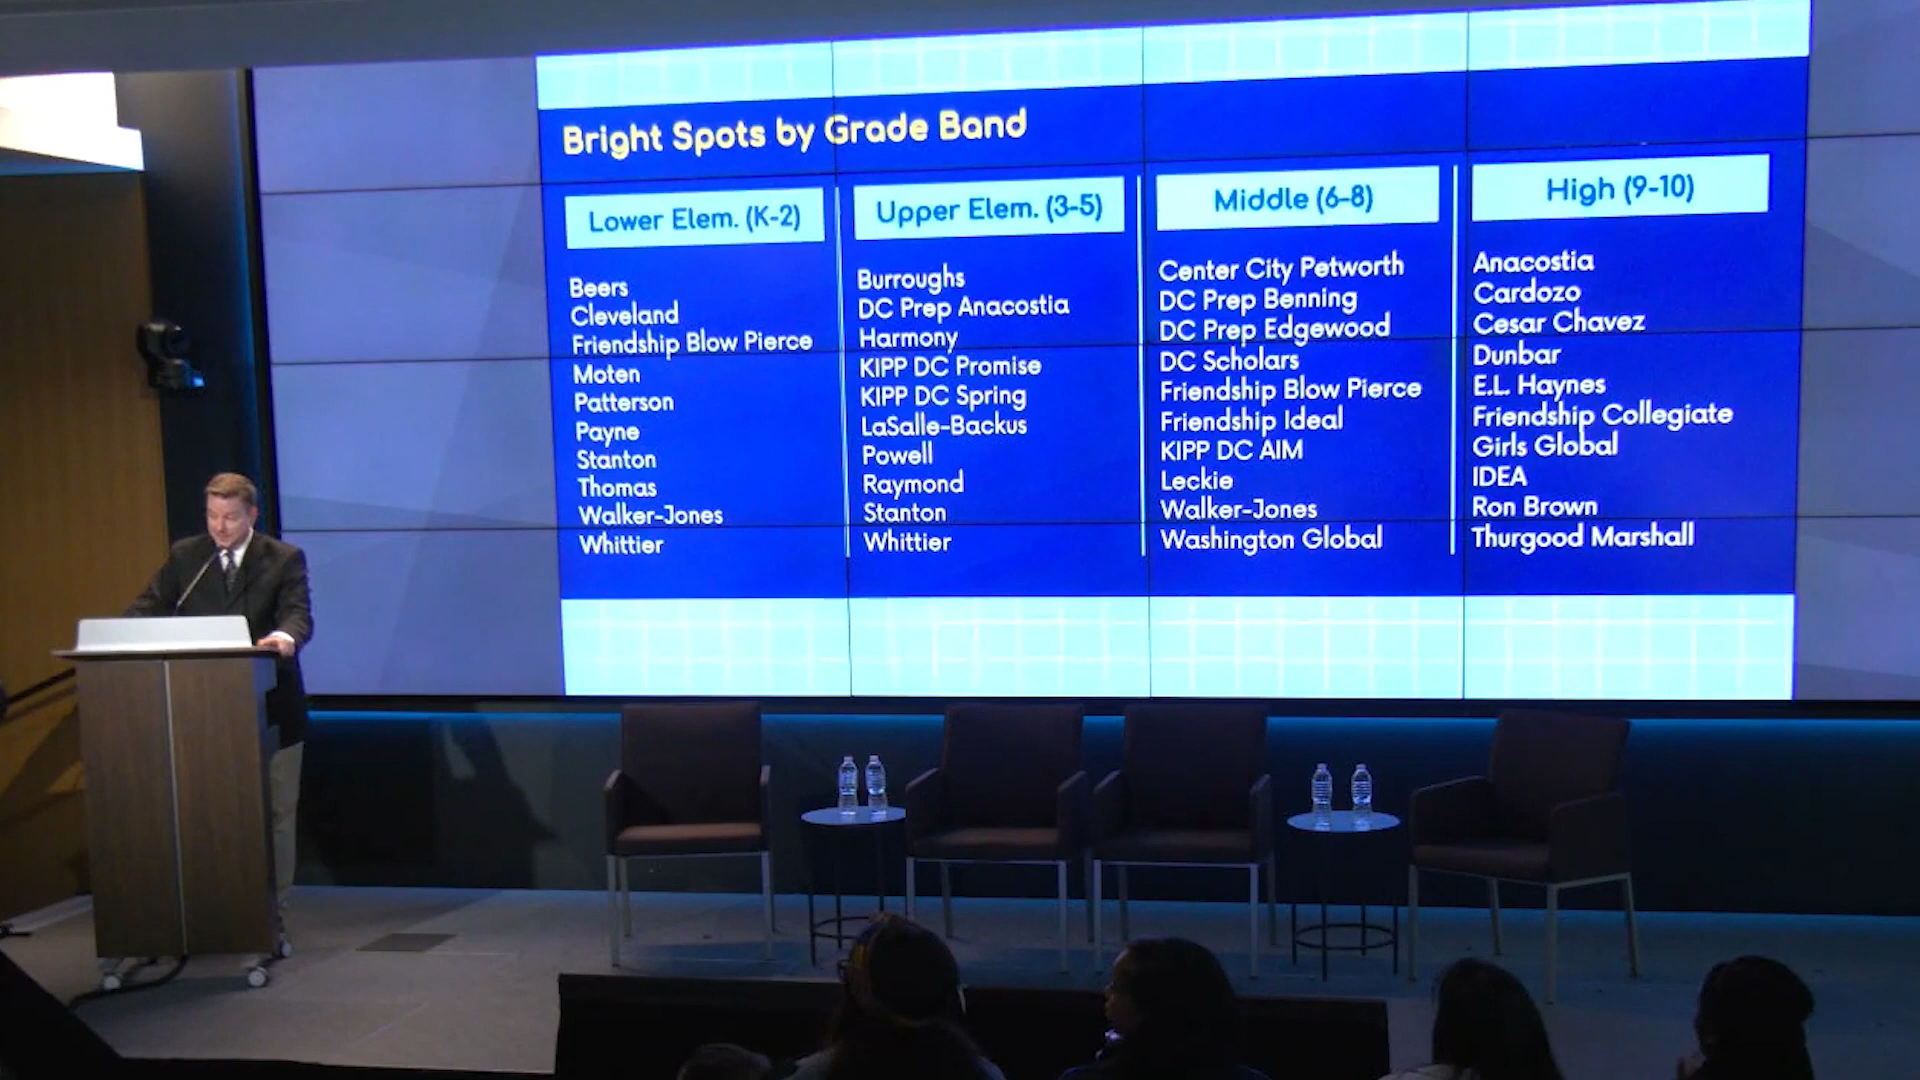 Bright Spots by Grade Band
Lower Elem. (K-2)
Beers
Cleveland
Friendship Blow Pierce
Moten
Patterson
Payne
Stanton
Thomas
Walker-Jones
Whittier
Upper Elem. (3-5)
Burroughs
DC Prep Anacostia
Harmony
KIPP DC Promise
KIPP DC Spring
LaSalle-Backus
Powell
Raymond
Stanton
Whittier
Middle (6-8)
Center City Petworth
DC Prep Benning
DC Prep Edgewood
DC Scholars
Friendship Blow Pierce
Friendship Ideal
KIPP DC AIM
Leckie
Walker-Jones
Washington Global
High (9-10)
Anacostia
Cardozo
Cesar Chavez
Dunbar
E.L. Haynes
Friendship Collegiate
Girls Global
IDEA
Ron Brown
Thurgood Marshall